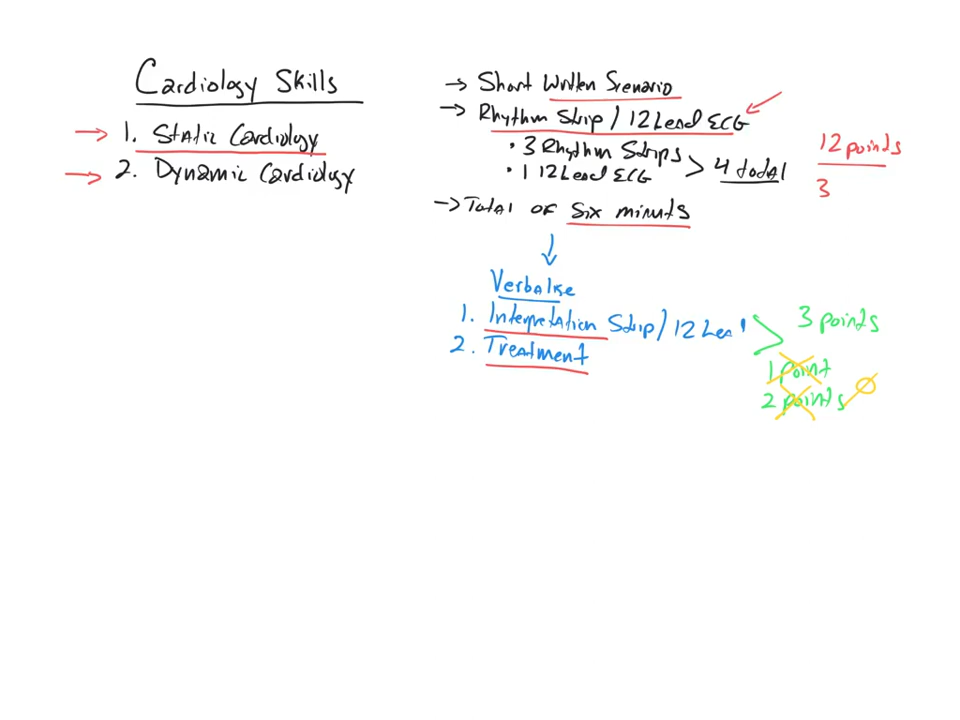 Cardiology Skills
1. Static Cardiology
2. Dynamic Cardiology
→ Short Written Scenario
→ Rhythm Strip / 12 Lead ECG
• 3 Rhythm Strips
• 1 12 Lead ECG
> 4 total
12 points
3
→ Total of six minuts
Verbalise
1. Interpretation Strip / 12 Lea
2. Treatment
3 points
1 point
2 points